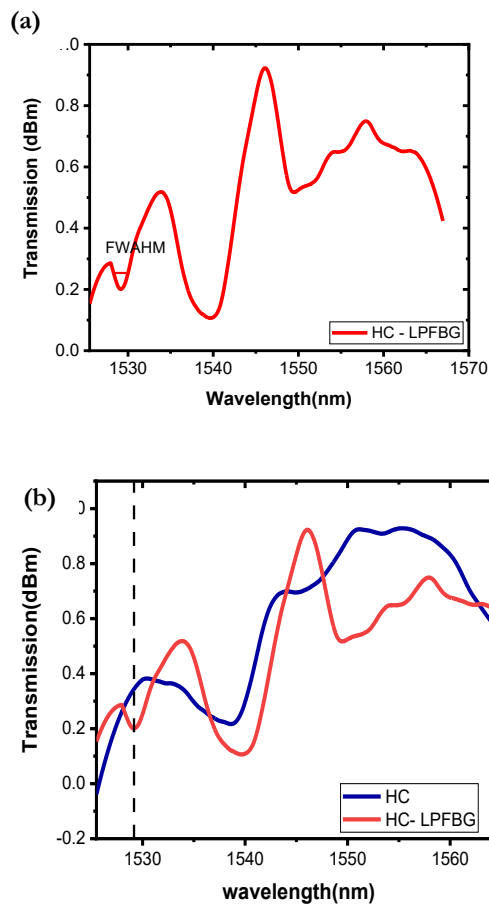 (a)
.0
0.8
0.6
0.4
0.2
0.0
Transmission (dBm)
FWAHM
HC - LPFBG
1530 1540 1550 1560 1570
Wavelength(nm)
(b)
0
0.8
0.6
0.4
0.2
0.0
-0.2
Transmission(dBm)
HC
HC- LPFBG
1530 1540 1550 1560
wavelength(nm)